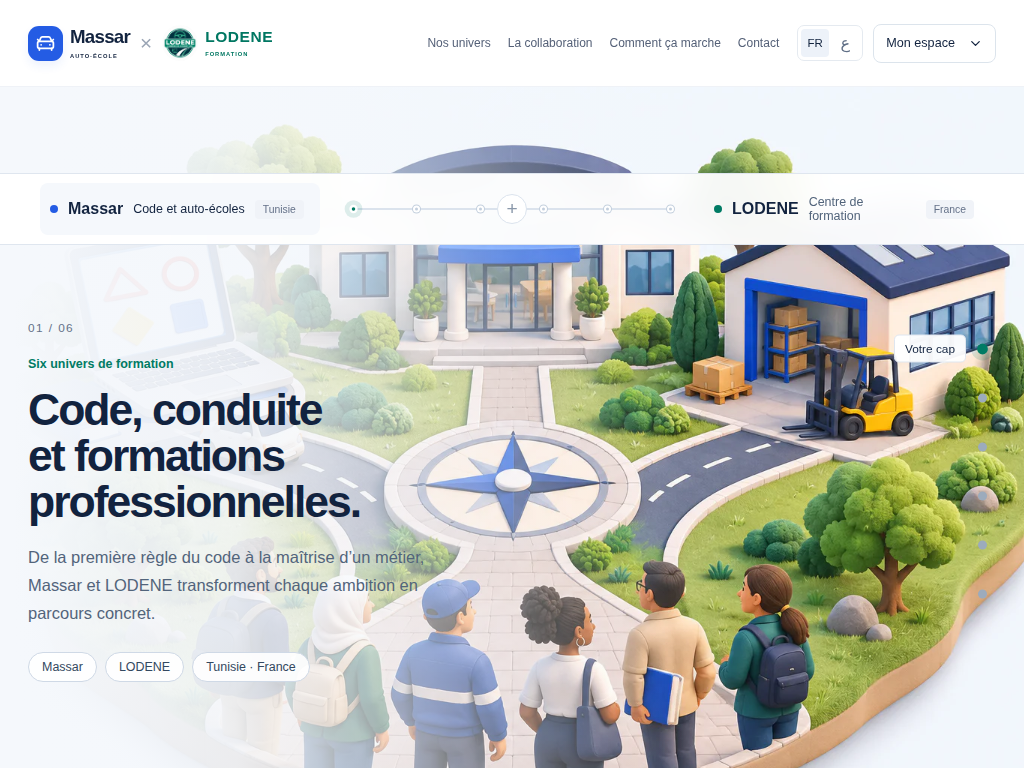 Massar
AUTO-ÉCOLE
×
LODENE
LODENE
FORMATION
Nos univers
La collaboration
Comment ça marche
Contact
FR
ع
Mon espace
Massar Code et auto-écoles Tunisie
+
LODENE Centre de formation France
01 / 06
Votre cap
Six univers de formation
Code, conduite
et formations
professionnelles.
De la première règle du code à la maîtrise d’un métier,
Massar et LODENE transforment chaque ambition en
parcours concret.
Massar
LODENE
Tunisie · France